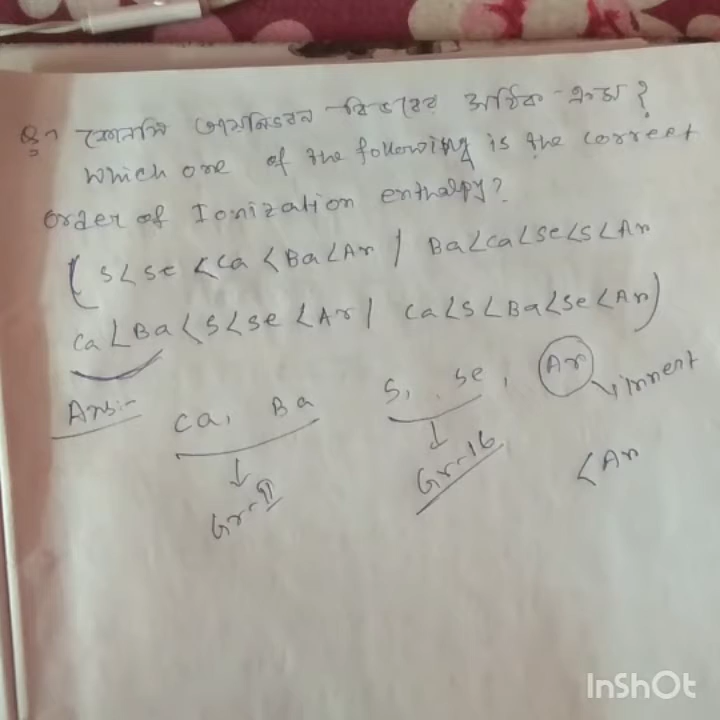 Q7 কোনটি আয়নিভবন বিভবের সঠিক ক্রম?
Which one of the following is the correct
order of Ionization enthalpy?
(S<Se<Ca<Ba<Ar / Ba<Ca<Se<S<Ar
Ca<Ba<S<Se<Ar / Ca<S<Ba<Se<Ar)
Ans:- Ca, Ba S, Se, Ar innert
Gr-II Gr-16 <Ar
InShOt